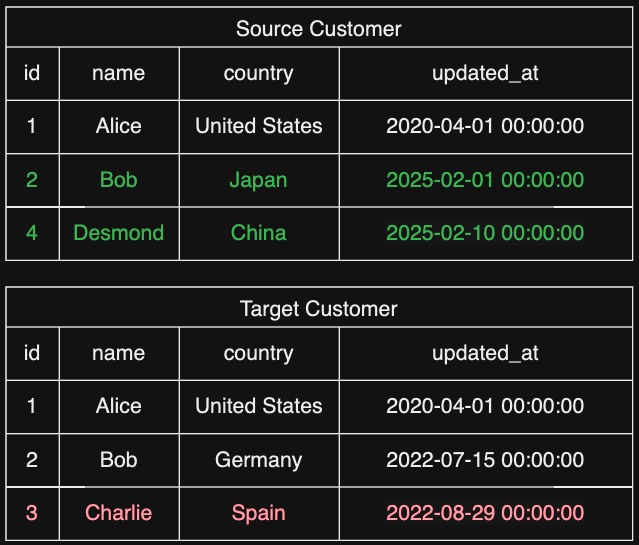 Source Customer
id name country updated_at
1 Alice United States 2020-04-01 00:00:00
2 Bob Japan 2025-02-01 00:00:00
4 Desmond China 2025-02-10 00:00:00
Target Customer
id name country updated_at
1 Alice United States 2020-04-01 00:00:00
2 Bob Germany 2022-07-15 00:00:00
3 Charlie Spain 2022-08-29 00:00:00